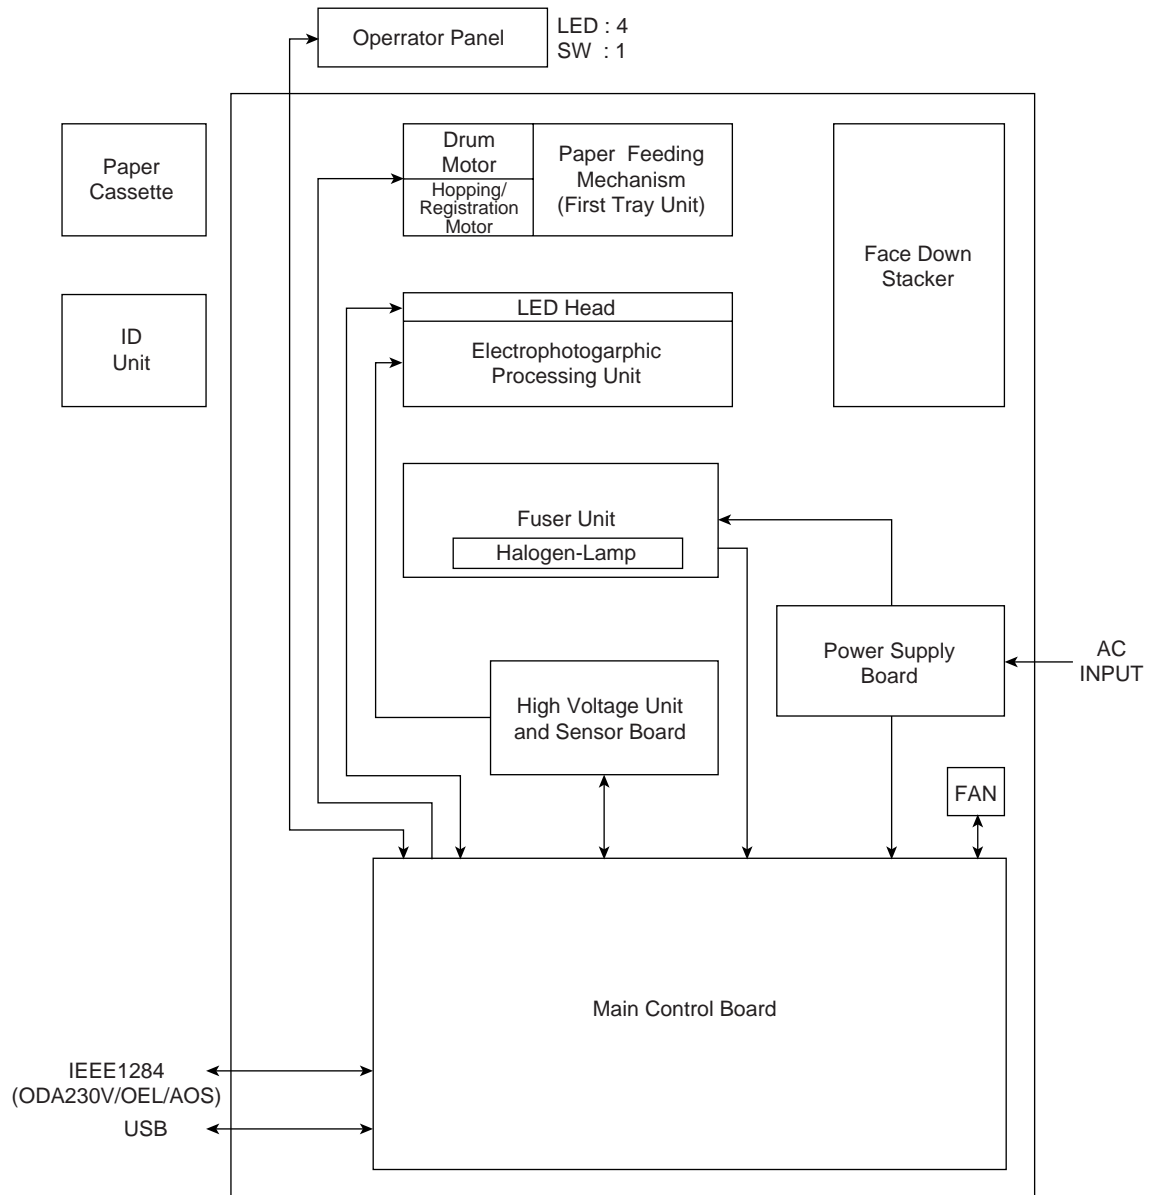 Operrator Panel
LED : 4
SW : 1
Paper
Cassette
Drum
Motor
Hopping/
Registration
Motor
Paper Feeding
Mechanism
(First Tray Unit)
Face Down
Stacker
ID
Unit
LED Head
Electrophotogarphic
Processing Unit
Fuser Unit
Halogen-Lamp
Power Supply
Board
AC
INPUT
High Voltage Unit
and Sensor Board
FAN
Main Control Board
IEEE1284
(ODA230V/OEL/AOS)
USB